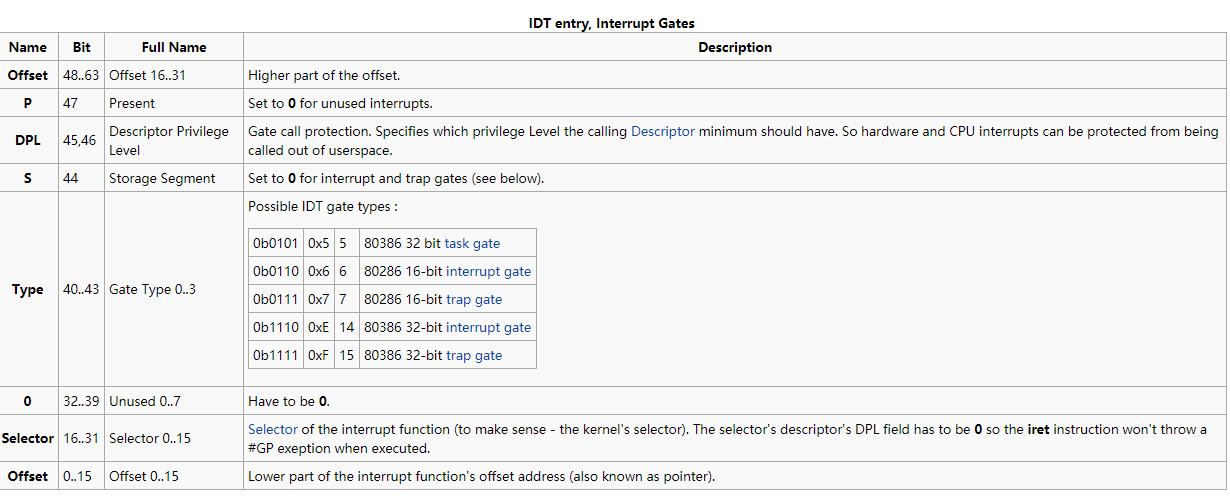 IDT entry, Interrupt Gates
Name Bit Full Name Description
Offset 48..63 Offset 16..31 Higher part of the offset.
P 47 Present Set to 0 for unused interrupts.
DPL 45,46 Descriptor Privilege Level Gate call protection. Specifies which privilege Level the calling Descriptor minimum should have. So hardware and CPU interrupts can be protected from being
called out of userspace.
S 44 Storage Segment Set to 0 for interrupt and trap gates (see below).
Type 40..43 Gate Type 0..3 Possible IDT gate types :
0b0101 0x5 5 80386 32 bit task gate
0b0110 0x6 6 80286 16-bit interrupt gate
0b0111 0x7 7 80286 16-bit trap gate
0b1110 0xE 14 80386 32-bit interrupt gate
0b1111 0xF 15 80386 32-bit trap gate
0 32..39 Unused 0..7 Have to be 0.
Selector 16..31 Selector 0..15 Selector of the interrupt function (to make sense - the kernel's selector). The selector's descriptor's DPL field has to be 0 so the iret instruction won't throw a
#GP exeption when executed.
Offset 0..15 Offset 0..15 Lower part of the interrupt function's offset address (also known as pointer).